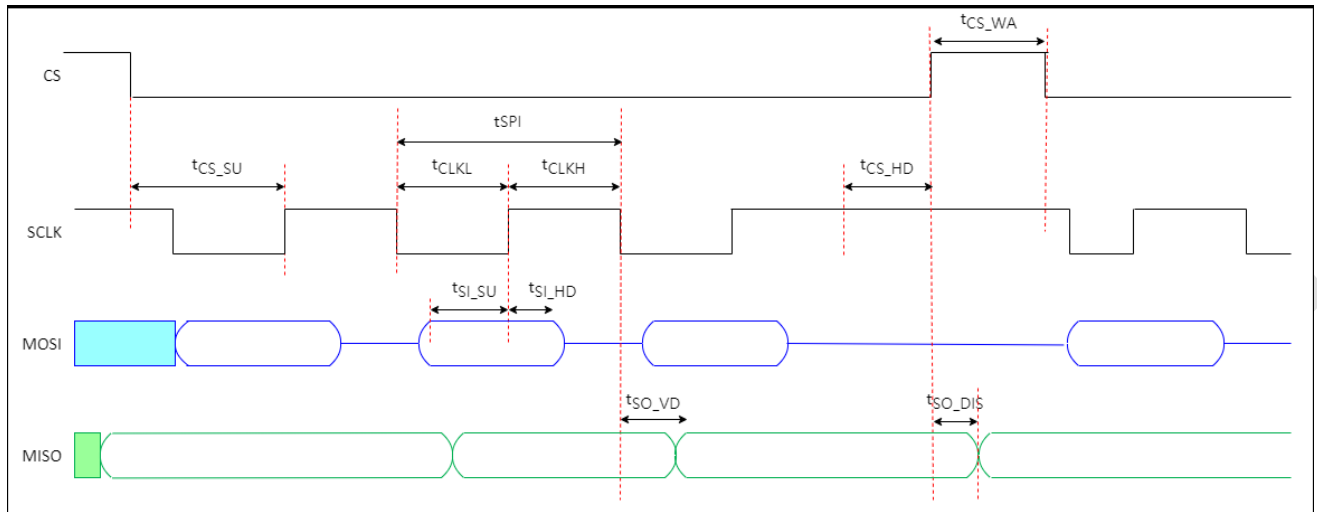 tCS_WA
CS
tSPI
tCS_SU
tCLKL
tCLKH
tCS_HD
SCLK
tSI_SU
tSI_HD
MOSI
tSO_VD
tSO_DIS
MISO